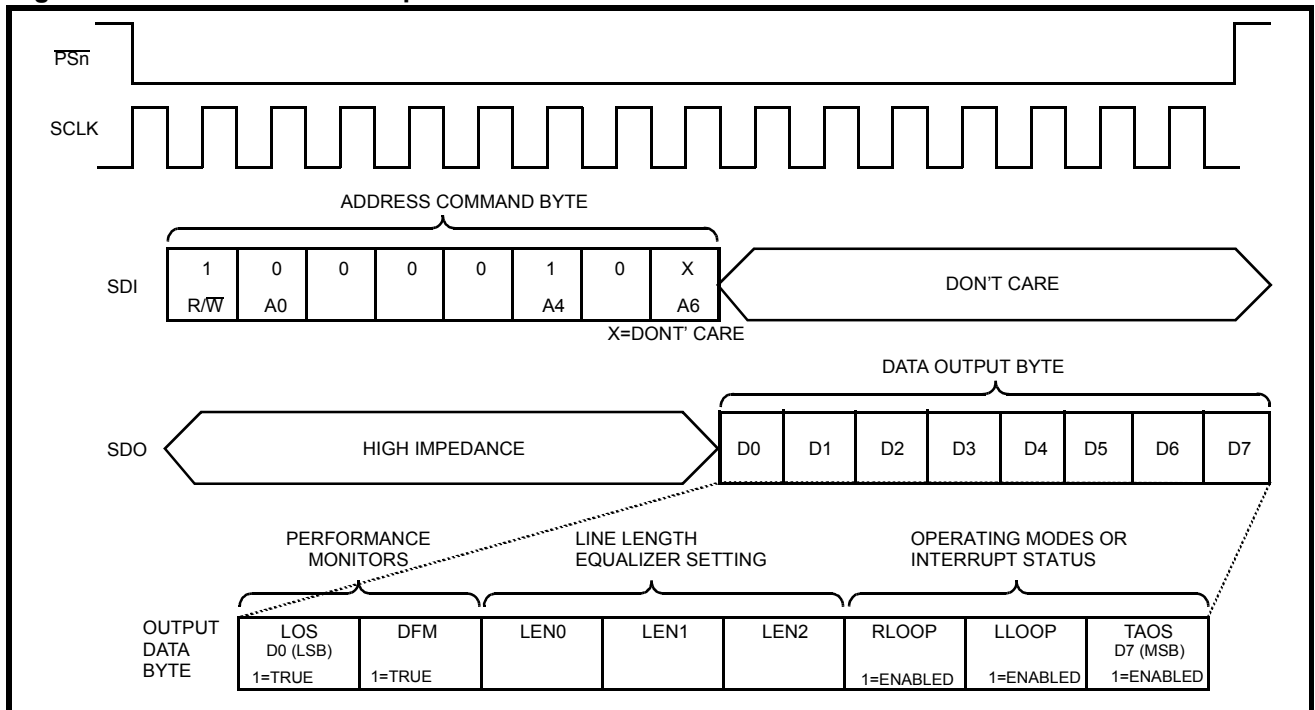 PSn
SCLK
ADDRESS COMMAND BYTE
SDI
1 0 0 0 0 1 0 X
R/W A0 A4 A6
DON'T CARE
X=DONT' CARE
DATA OUTPUT BYTE
SDO
HIGH IMPEDANCE
D0 D1 D2 D3 D4 D5 D6 D7
PERFORMANCE
MONITORS
LINE LENGTH
EQUALIZER SETTING
OPERATING MODES OR
INTERRUPT STATUS
OUTPUT
DATA
BYTE
LOS DFM LEN0 LEN1 LEN2 RLOOP LLOOP TAOS
D0 (LSB) D7 (MSB)
1=TRUE 1=TRUE 1=ENABLED 1=ENABLED 1=ENABLED